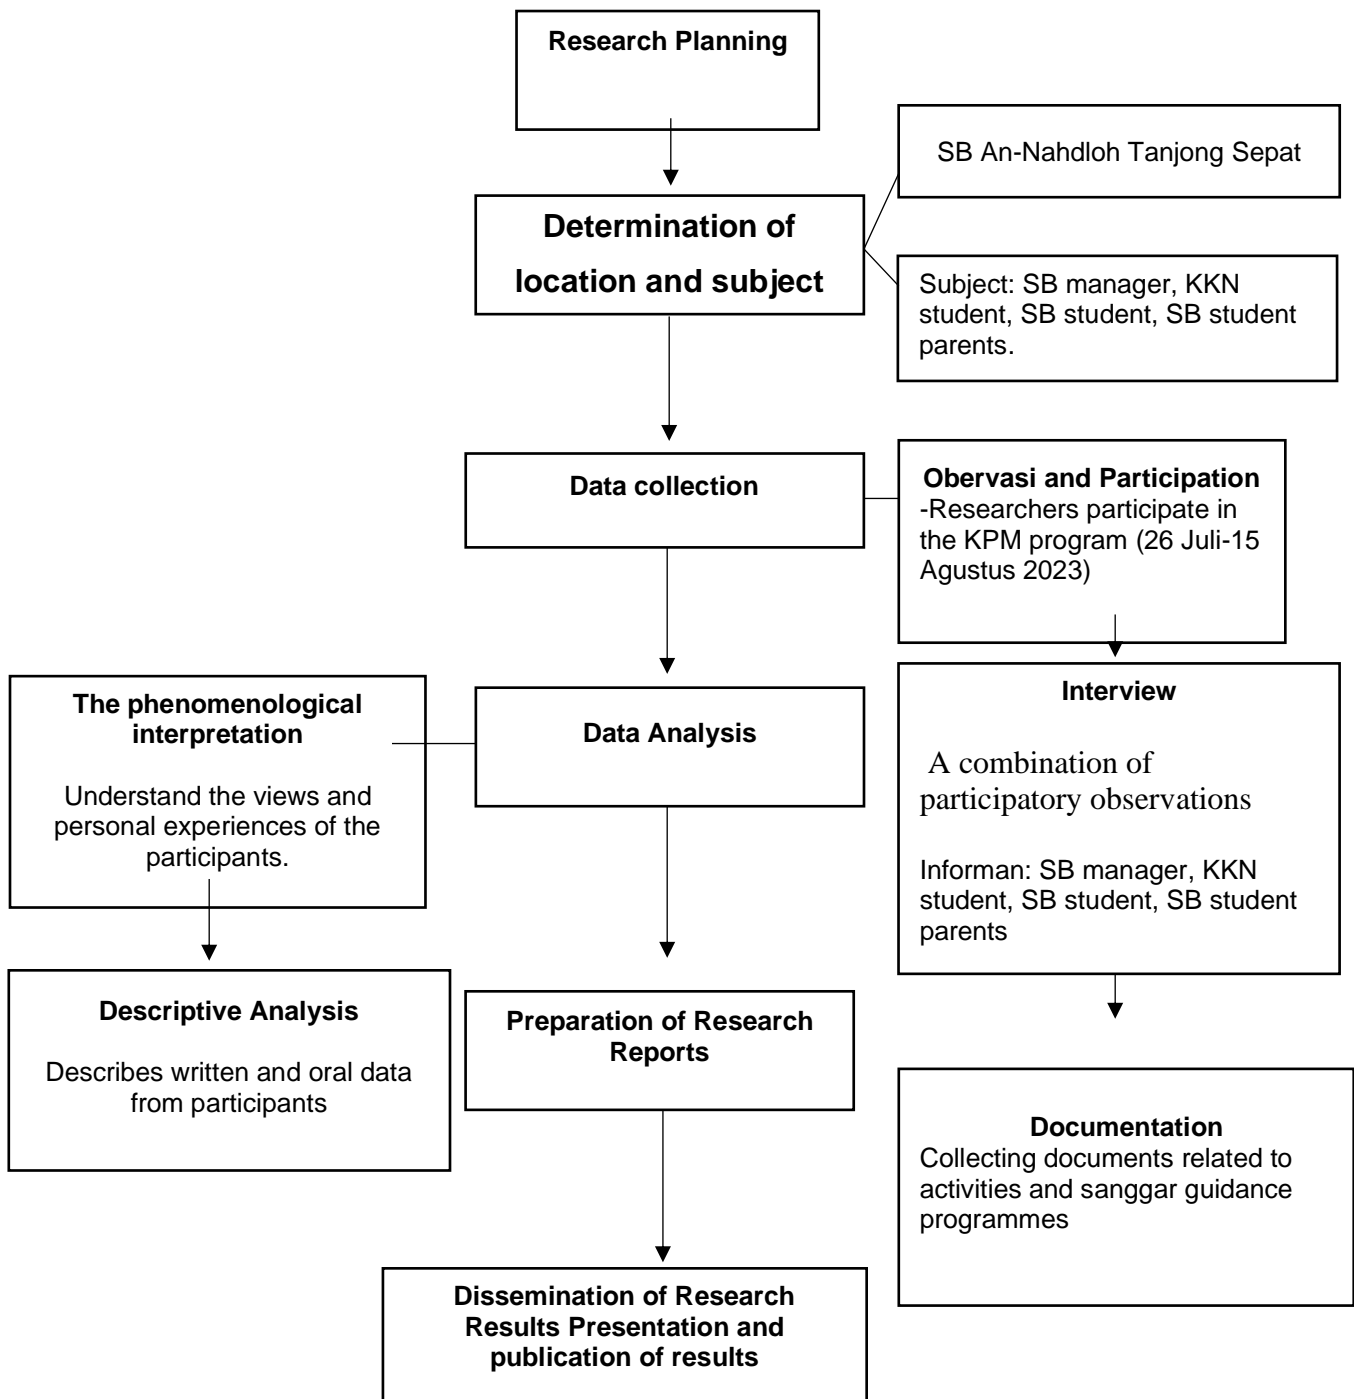 Research Planning
SB An-Nahdloh Tanjong Sepat
Determination of
location and subject
Subject: SB manager, KKN
student, SB student, SB student
parents.
Data collection
Obervasi and Participation
-Researchers participate in
the KPM program (26 Juli-15
Agustus 2023)
The phenomenological
interpretation
Understand the views and
personal experiences of the
participants.
Data Analysis
Interview
A combination of
participatory observations
Informan: SB manager, KKN
student, SB student, SB student
parents
Descriptive Analysis
Describes written and oral data
from participants
Preparation of Research
Reports
Documentation
Collecting documents related to
activities and sanggar guidance
programmes
Dissemination of Research
Results Presentation and
publication of results